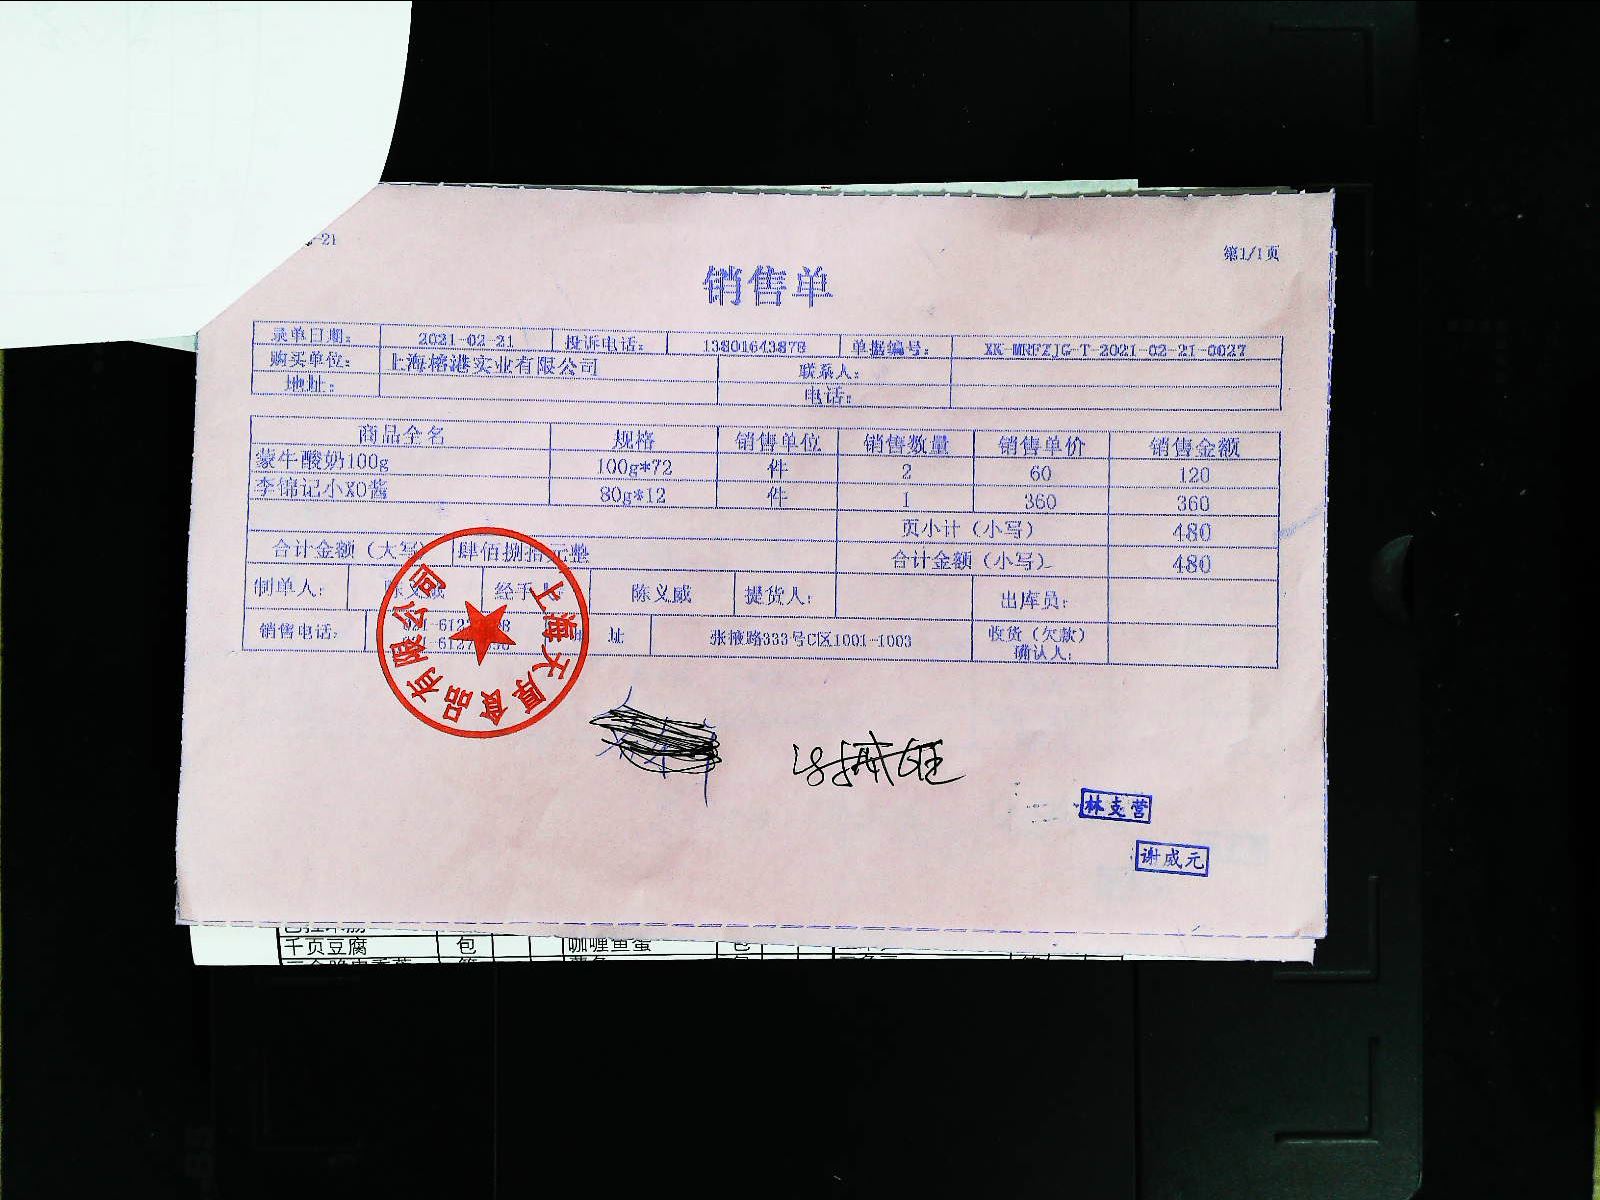 -21
第1/1页
销售单
录单日期： 2021-02-21 投诉电话： 13801643878 单据编号： XK-MRFZJG-T-2021-02-21-0027
购买单位： 上海榕港实业有限公司 联系人：
地址： 电话：
商品全名 规格 销售单位 销售数量 销售单价 销售金额
蒙牛酸奶100g 100g*72 件 2 60 120
李锦记小XO酱 80g*12 件 1 360 360
页小计（小写） 480
合计金额（大写） 肆佰捌拾元整 合计金额（小写） 480
制单人： 陈义威 经手 陈义威 提货人： 出库员：
销售电话： 址 张掖路333号C区1001-1003 收货（欠款）
确认人：
上海天厚食品有限公司
林支营
谢威元
千页豆腐 包 咖喱鱼蛋 包